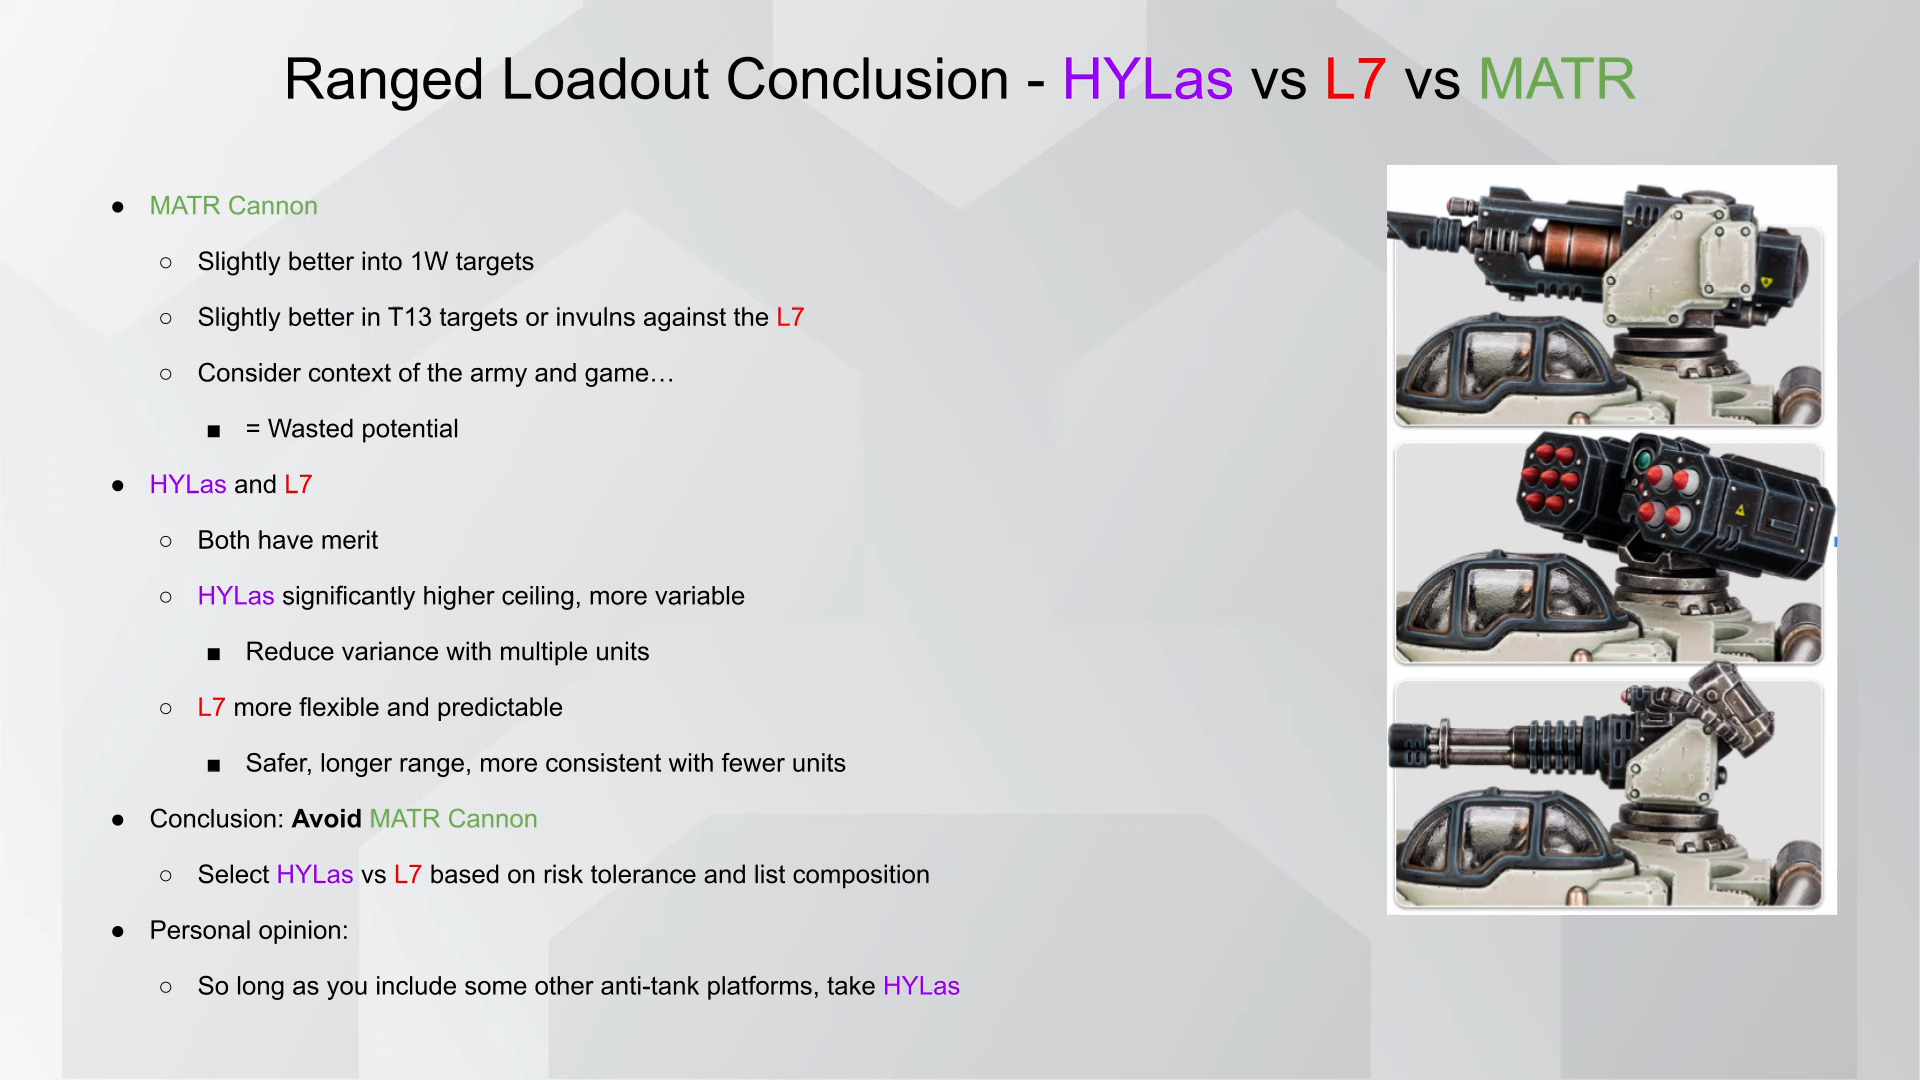 Ranged Loadout Conclusion - HYLas vs L7 vs MATR
● MATR Cannon
○ Slightly better into 1W targets
○ Slightly better in T13 targets or invulns against the L7
○ Consider context of the army and game…
■ = Wasted potential
● HYLas and L7
○ Both have merit
○ HYLas significantly higher ceiling, more variable
■ Reduce variance with multiple units
○ L7 more flexible and predictable
■ Safer, longer range, more consistent with fewer units
● Conclusion: Avoid MATR Cannon
○ Select HYLas vs L7 based on risk tolerance and list composition
● Personal opinion:
○ So long as you include some other anti-tank platforms, take HYLas